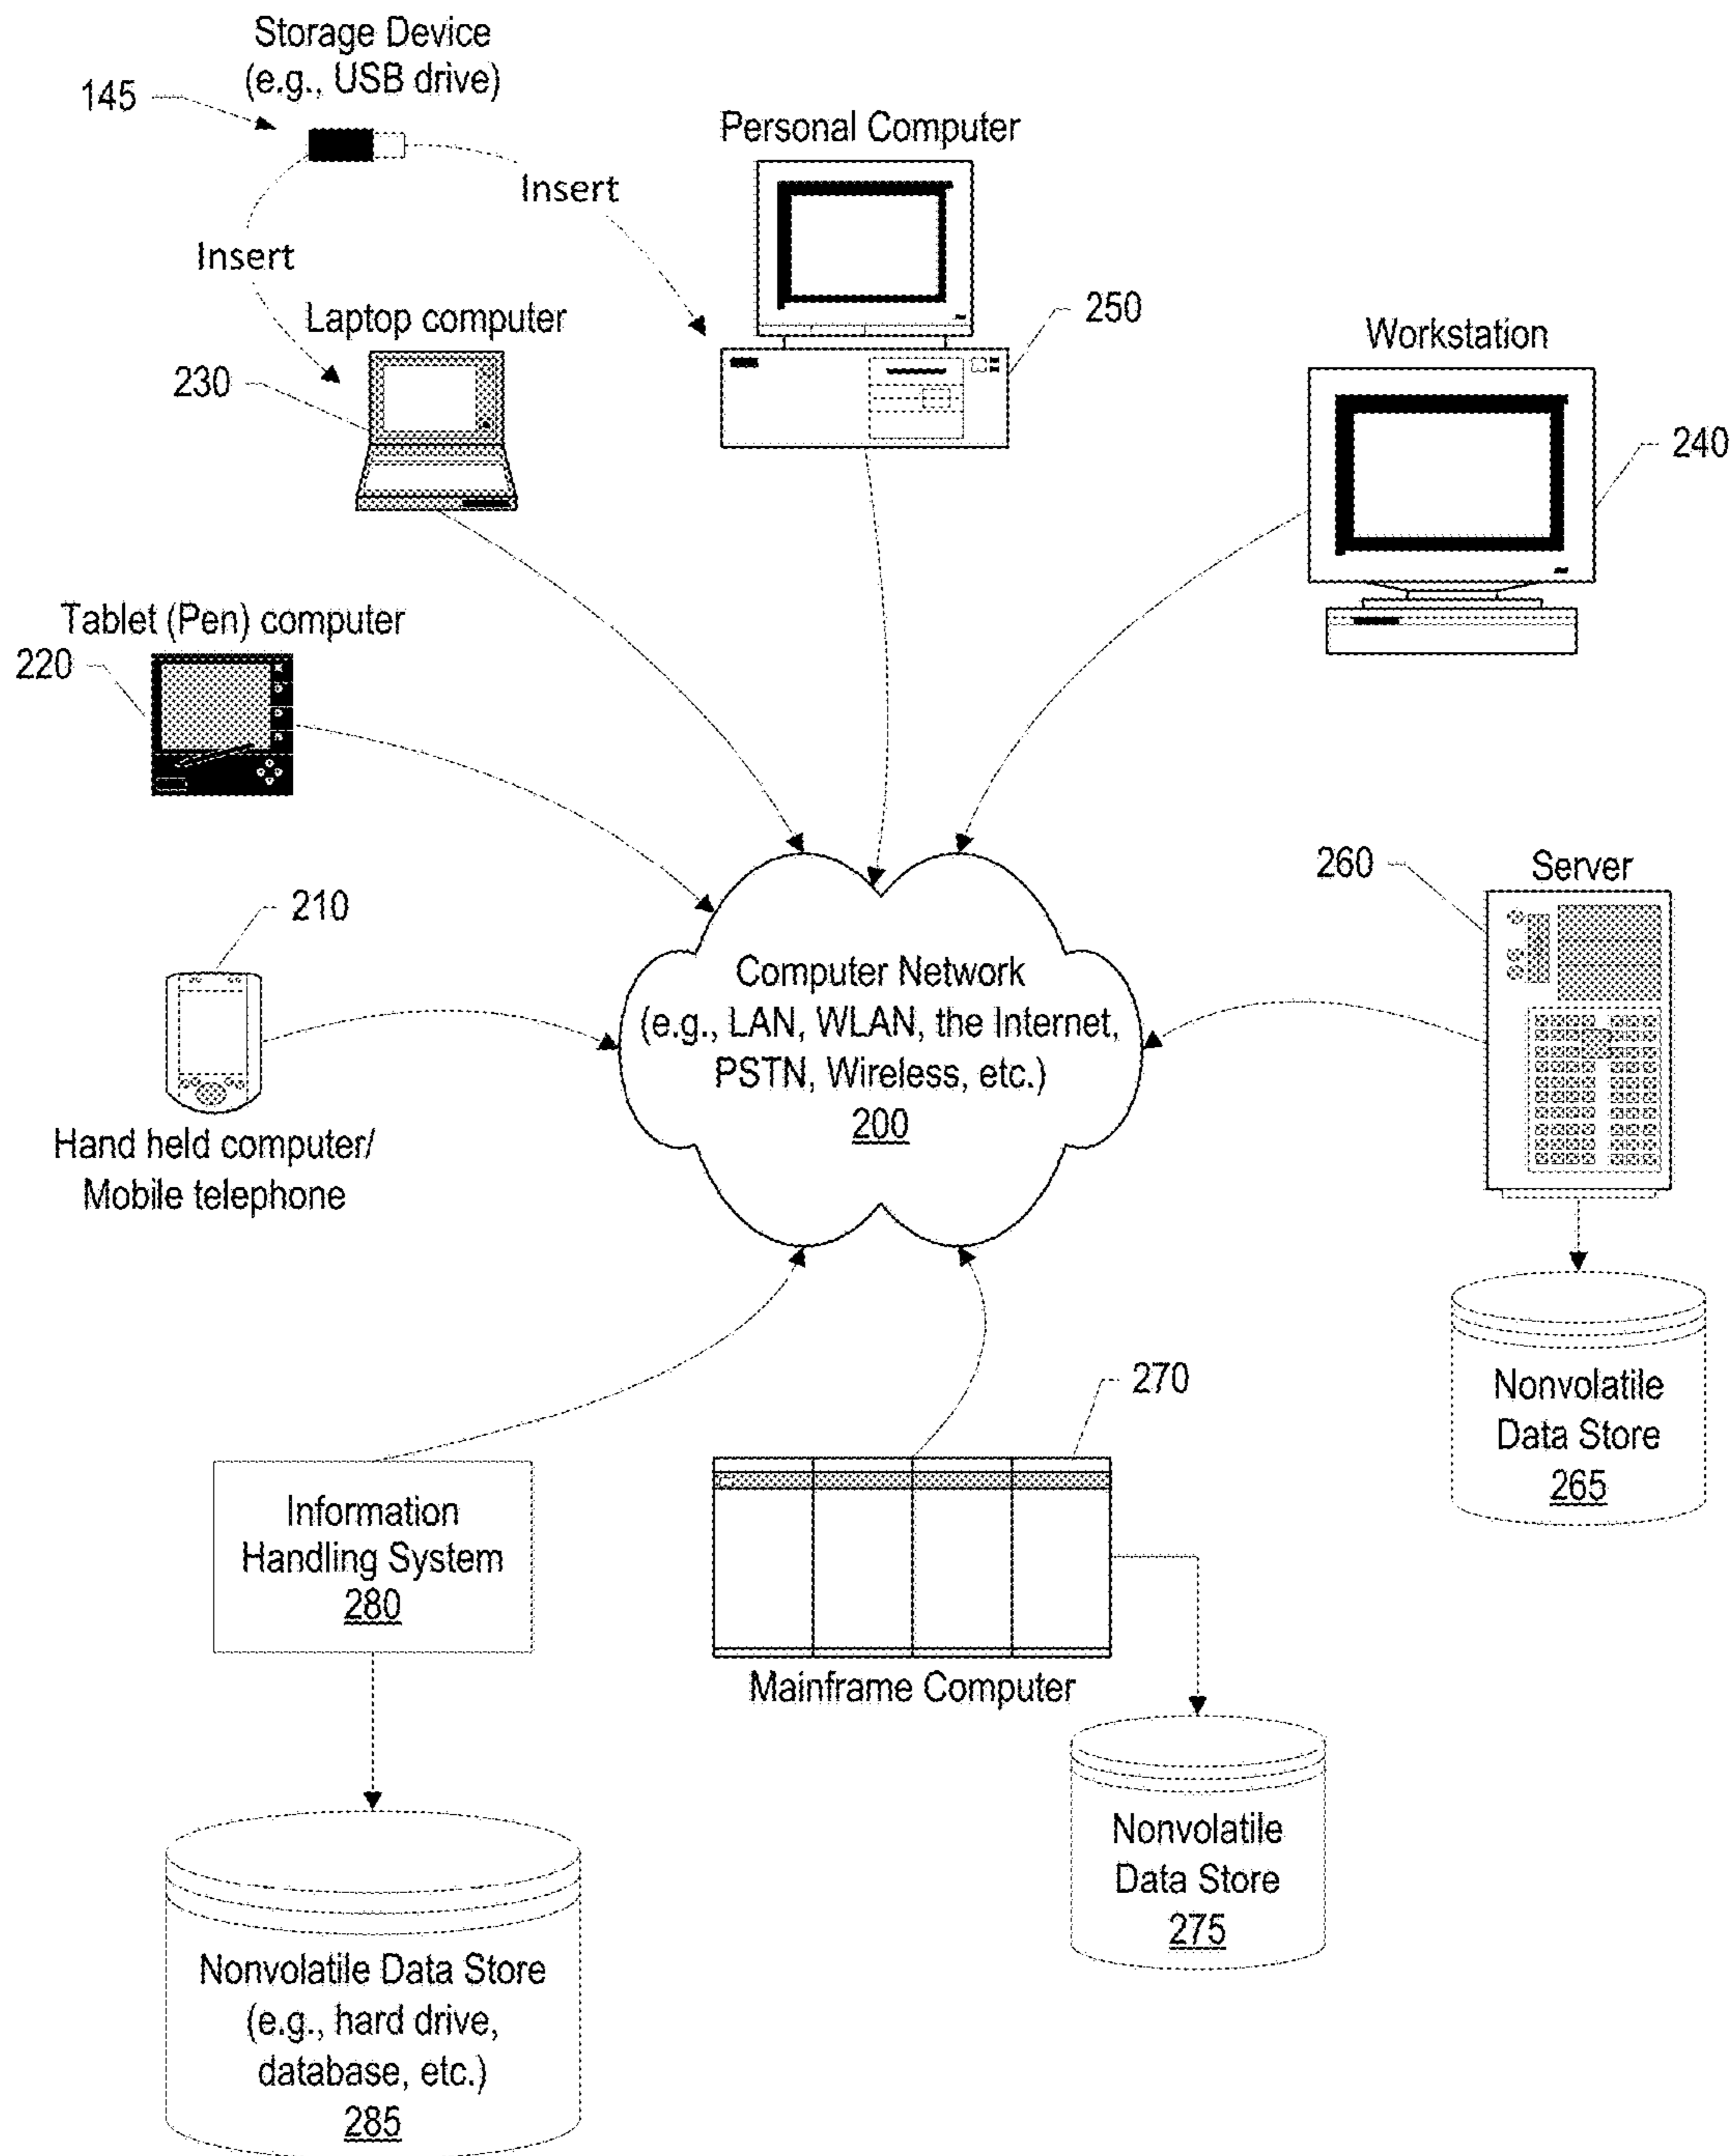 Storage Device
(e.g., USB drive)
145
Insert
Insert
Personal Computer
250
Laptop computer
230
Workstation
240
Tablet (Pen) computer
220
210
Hand held computer/
Mobile telephone
Computer Network
(e.g., LAN, WLAN, the Internet,
PSTN, Wireless, etc.)
200
260
Server
Nonvolatile
Data Store
265
270
Mainframe Computer
Nonvolatile
Data Store
275
Information
Handling System
280
Nonvolatile Data Store
(e.g., hard drive,
database, etc.)
285